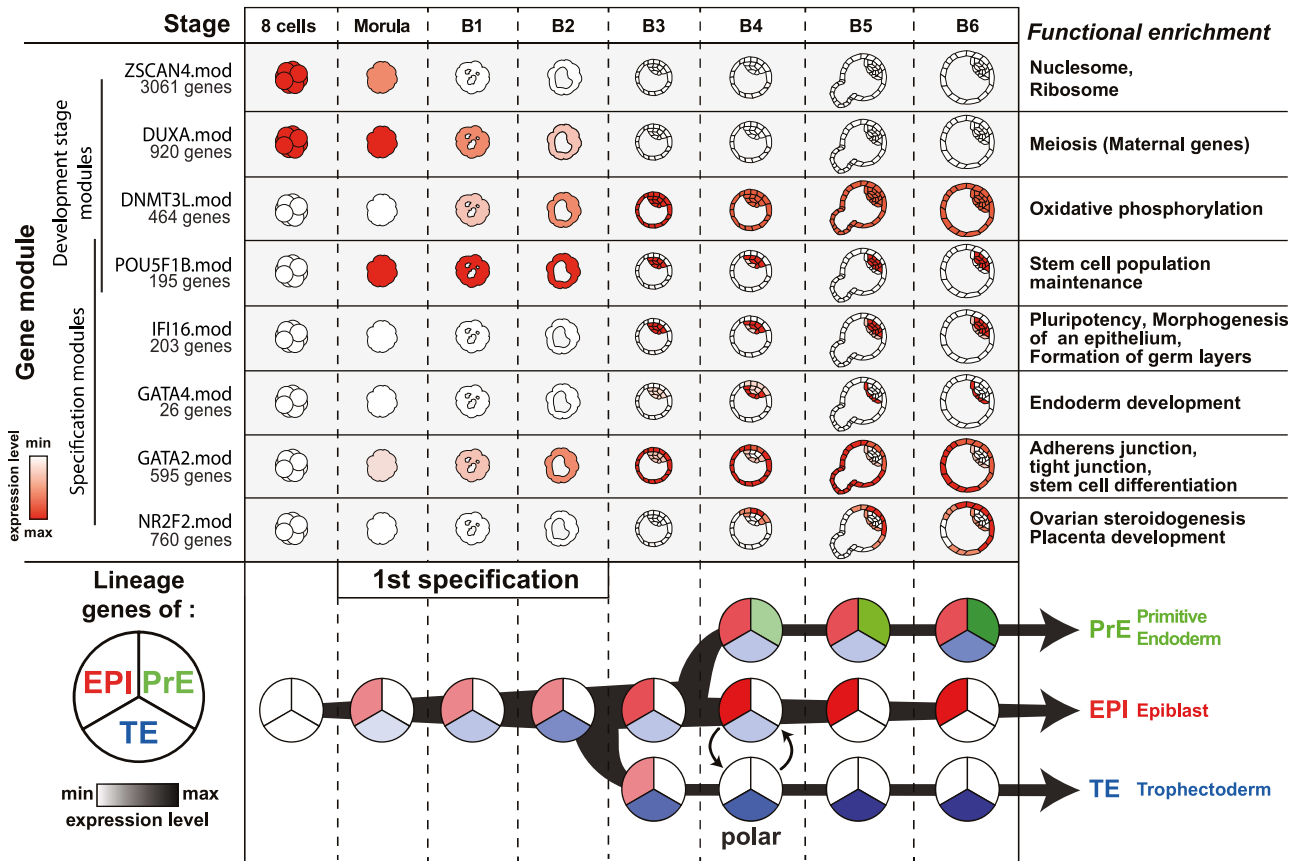 Stage
8 cells
Morula
B1
B2
B3
B4
B5
B6
Functional enrichment
Gene module
Development stage
modules
Specification modules
ZSCAN4.mod
3061 genes
Nuclesome,
Ribosome
DUXA.mod
920 genes
Meiosis (Maternal genes)
DNMT3L.mod
464 genes
Oxidative phosphorylation
POU5F1B.mod
195 genes
Stem cell population
maintenance
IFI16.mod
203 genes
Pluripotency, Morphogenesis
of an epithelium,
Formation of germ layers
GATA4.mod
26 genes
Endoderm development
GATA2.mod
595 genes
Adherens junction,
tight junction,
stem cell differentiation
NR2F2.mod
760 genes
Ovarian steroidogenesis
Placenta development
min
expression level
max
Lineage
genes of :
EPI
PrE
TE
min
max
expression level
1st specification
PrE Primitive
Endoderm
EPI Epiblast
TE Trophectoderm
polar